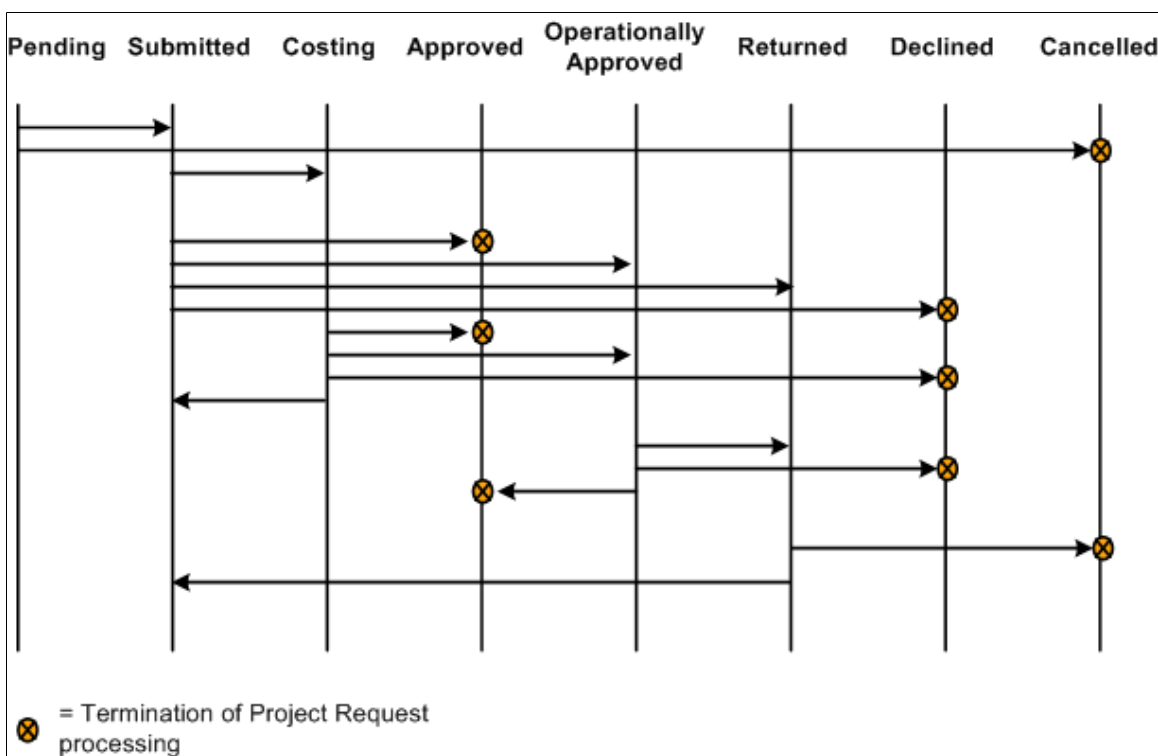 Pending Submitted Costing Approved Operationally Approved Returned Declined Cancelled
= Termination of Project Request
processing